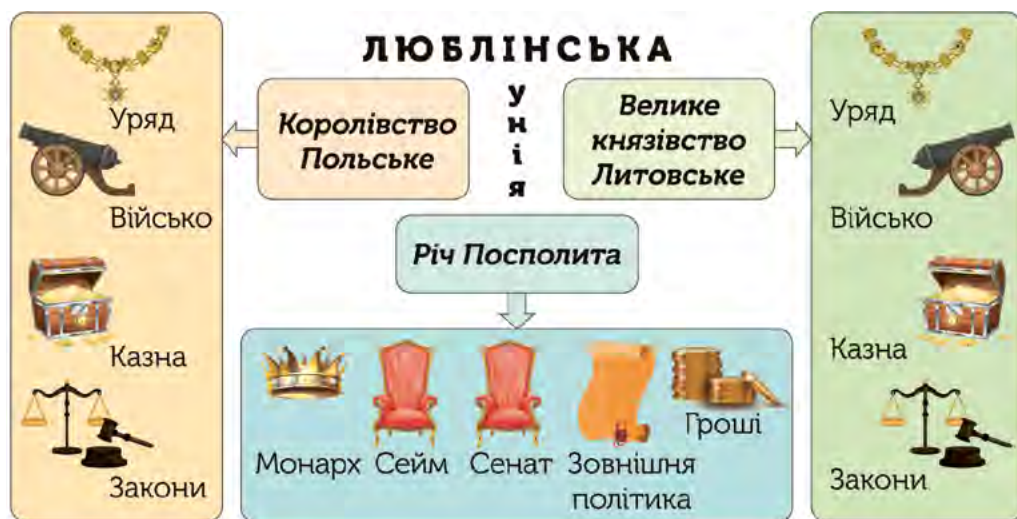 ЛЮБЛІНСЬКА
унія
Королівство
Польське
Велике
князівство
Литовське
Уряд
Військо
Казна
Закони
Річ Посполита
Монарх
Сейм
Сенат
Зовнішня
політика
Гроші
Уряд
Військо
Казна
Закони